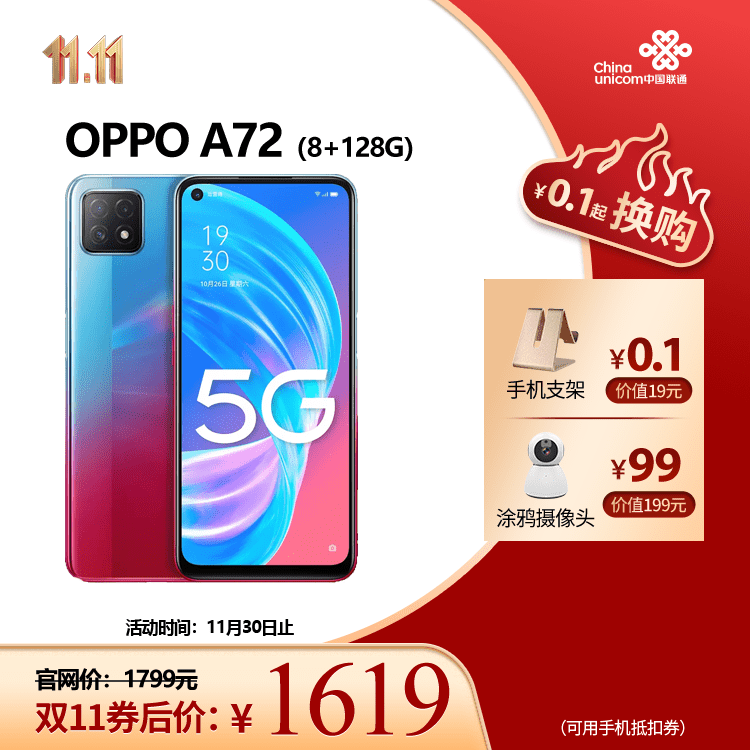 11.11
China
unicom中国联通
OPPO A72 (8+128G)
¥0.1起换购
19
30
10月26日 星期六
5G
¥0.1
手机支架
价值19元
¥99
涂鸦摄像头
价值199元
活动时间：11月30日止
官网价：1799元
双11券后价：¥1619
（可用手机抵扣券）